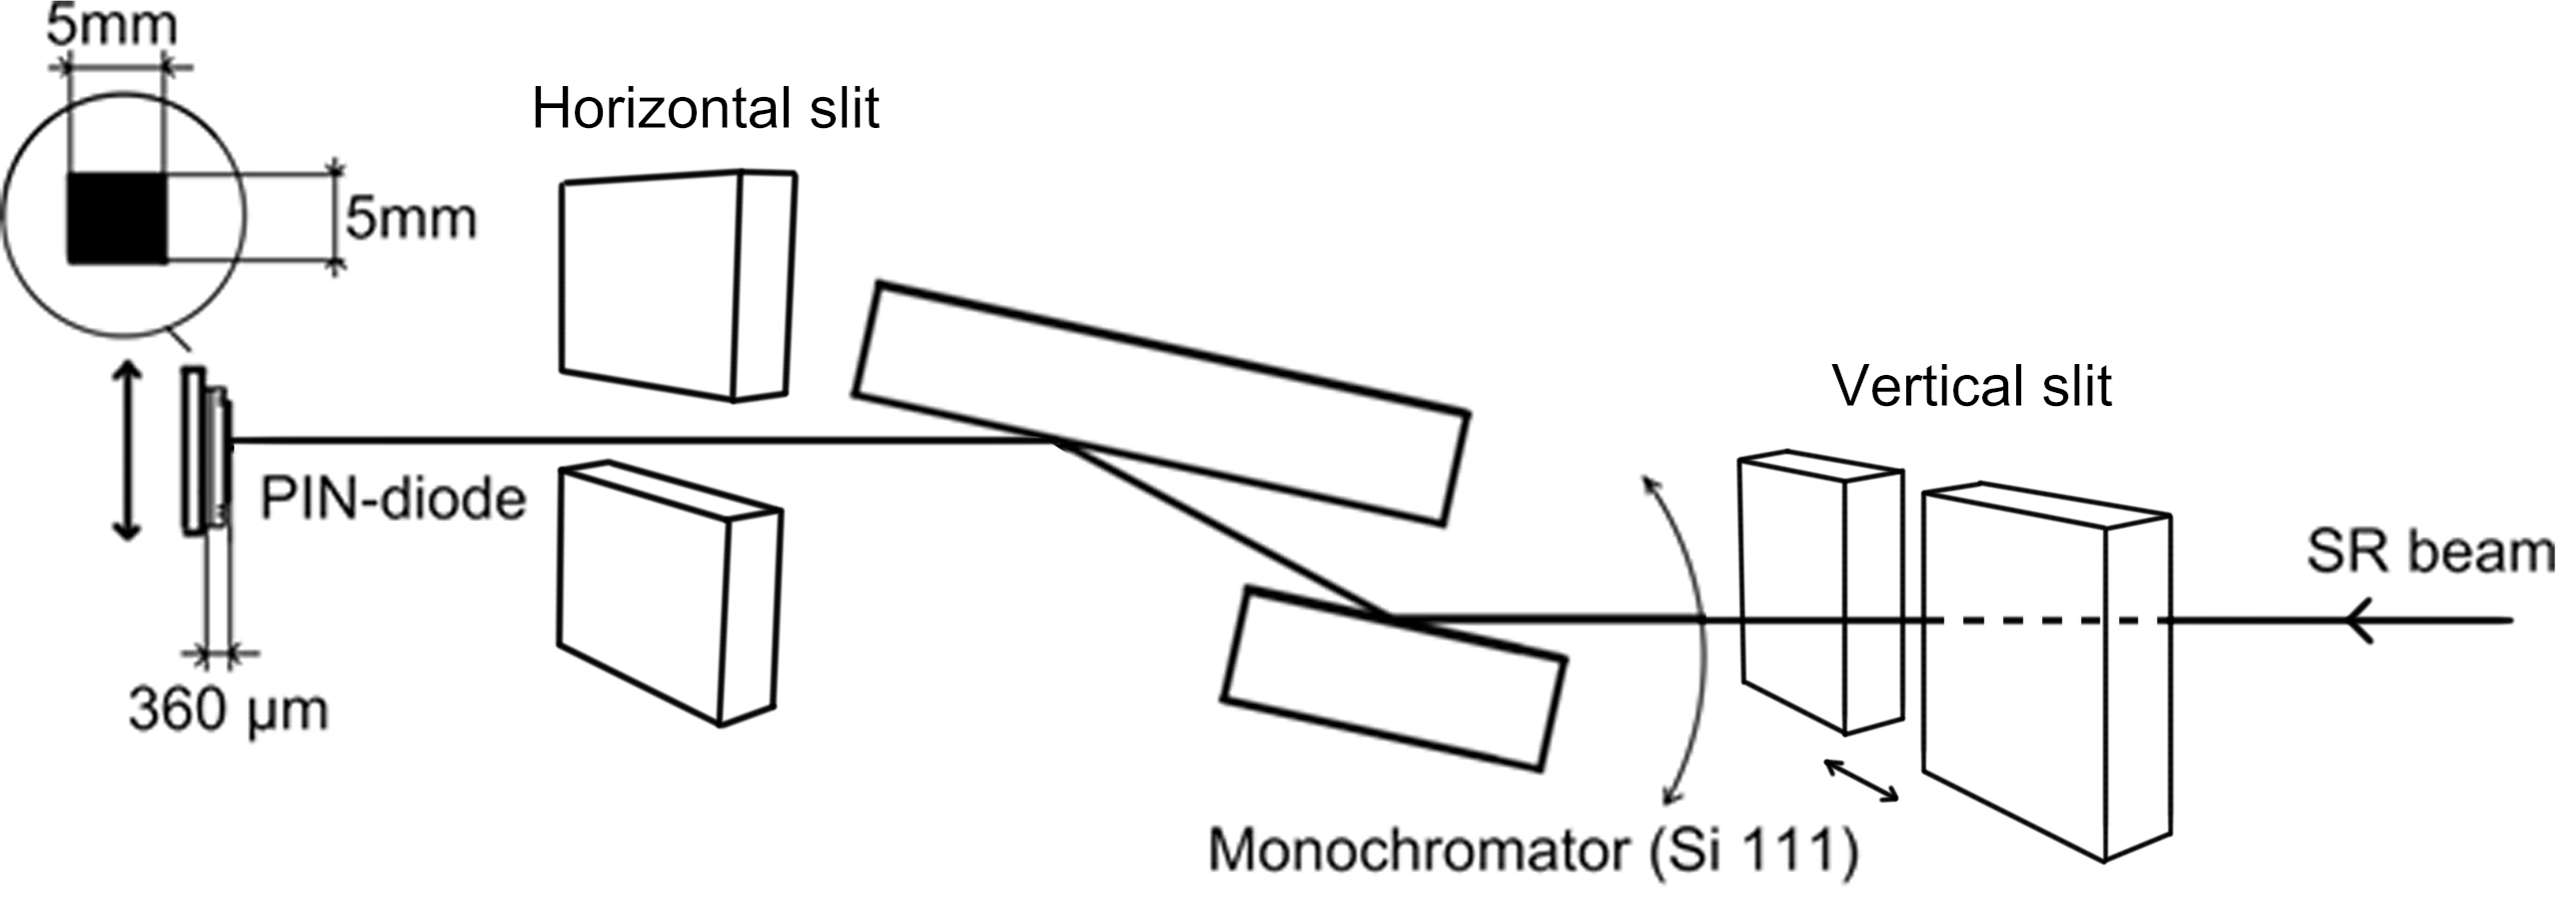 5mm
Horizontal slit
5mm
Vertical slit
PIN-diode
SR beam
360 µm
Monochromator (Si 111)